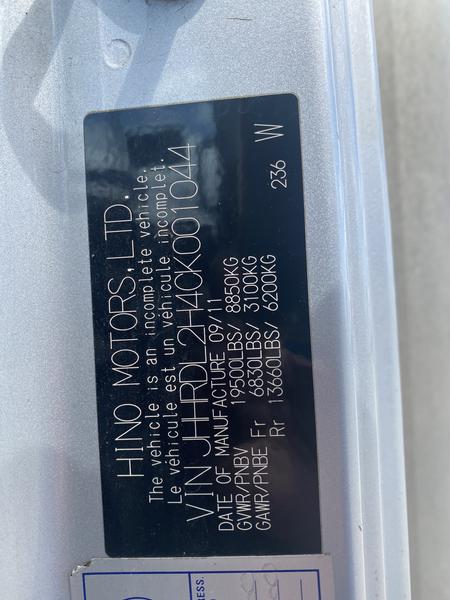 HINO MOTORS, LTD.
The vehicle is an incomplete vehicle.
Le véhicule est un véhicule incomplet.
VIN JHHRDL2H4CK001044
DATE OF MANUFACTURE 09/11
GVWR/PNBV 19500LBS/ 8850KG
GAWR/PNBE Fr 6830LBS/ 3100KG
Rr 13660LBS/ 6200KG
236 W
RESS.